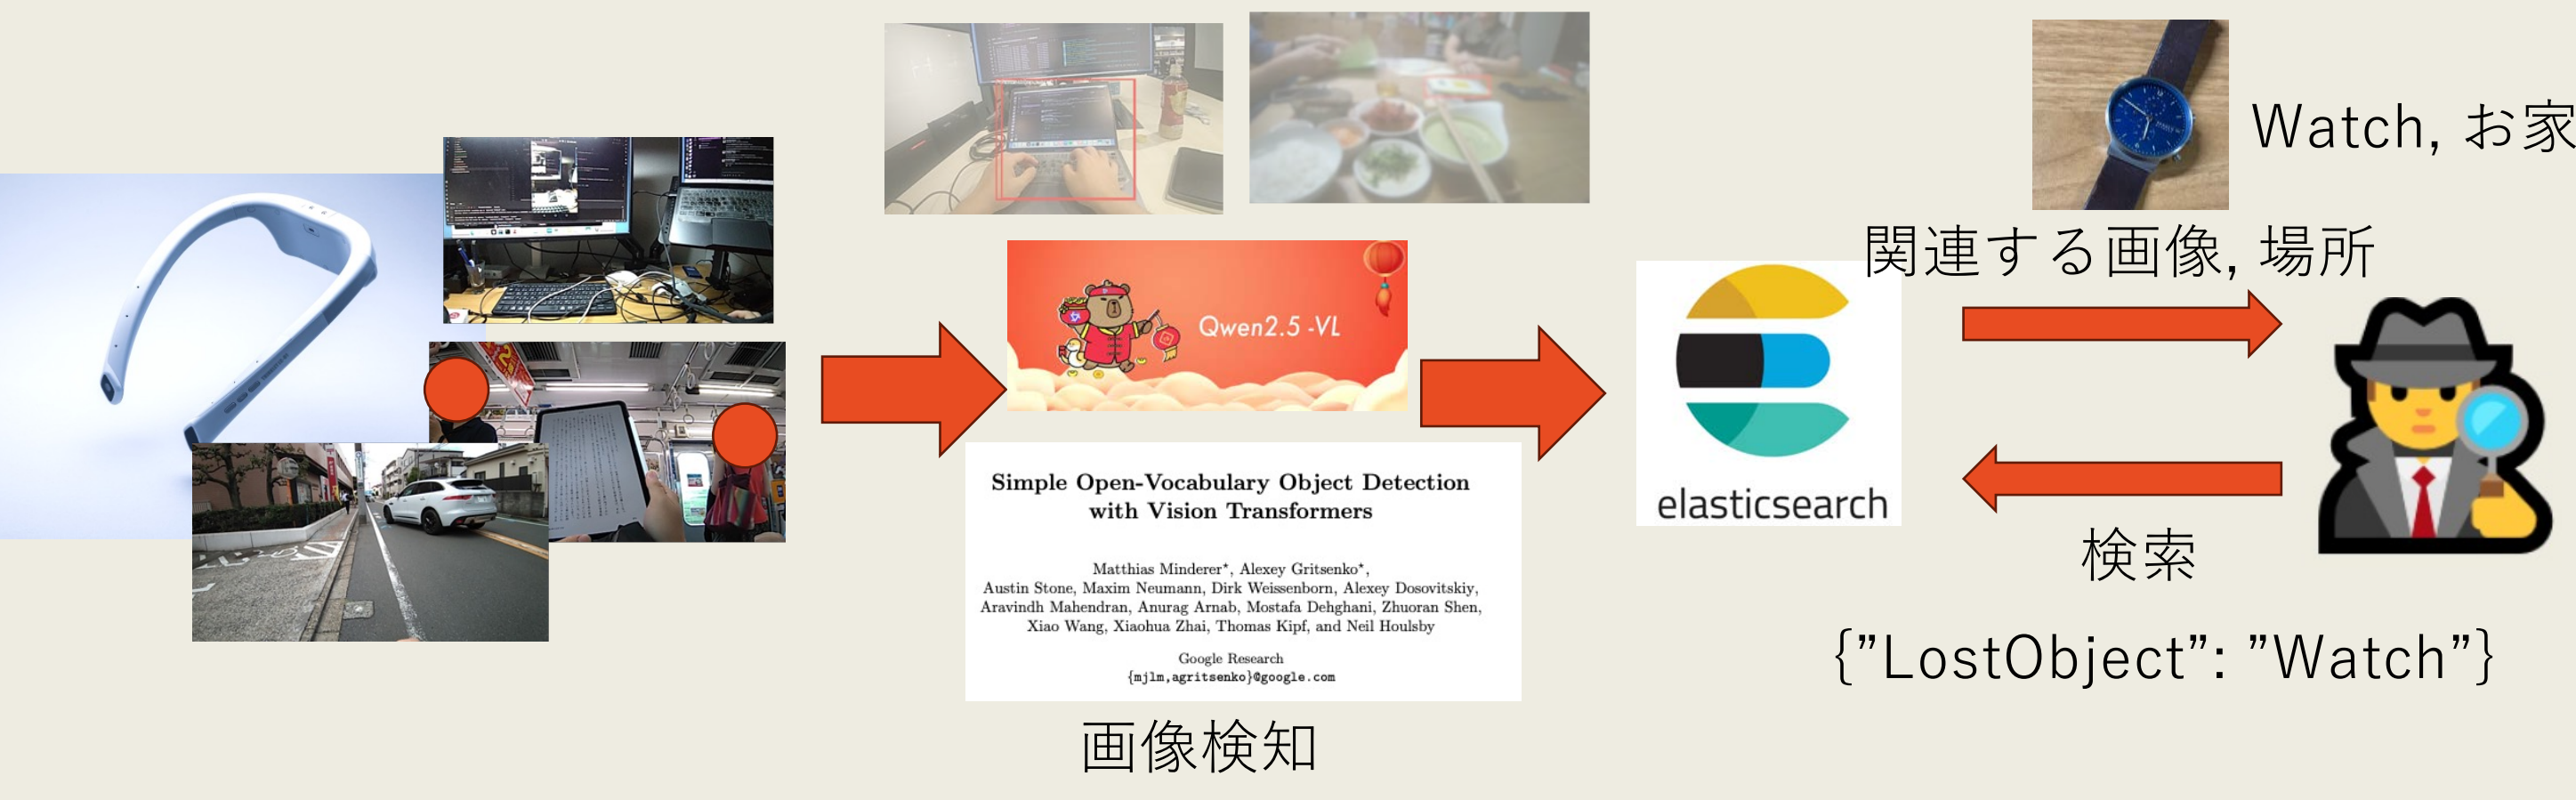 Watch, お家
関連する画像, 場所
Qwen2.5 -VL
elasticsearch
Simple Open-Vocabulary Object Detection
with Vision Transformers
Matthias Minderer*, Alexey Gritsenko*,
Austin Stone, Maxim Neumann, Dirk Weissenborn, Alexey Dosovitskiy,
Aravindh Mahendran, Anurag Arnab, Mostafa Dehghani, Zhuoran Shen,
Xiao Wang, Xiaohua Zhai, Thomas Kipf, and Neil Houlsby
Google Research
{mjlm,agritsenko}@google.com
検索
{”LostObject”: ”Watch”}
画像検知